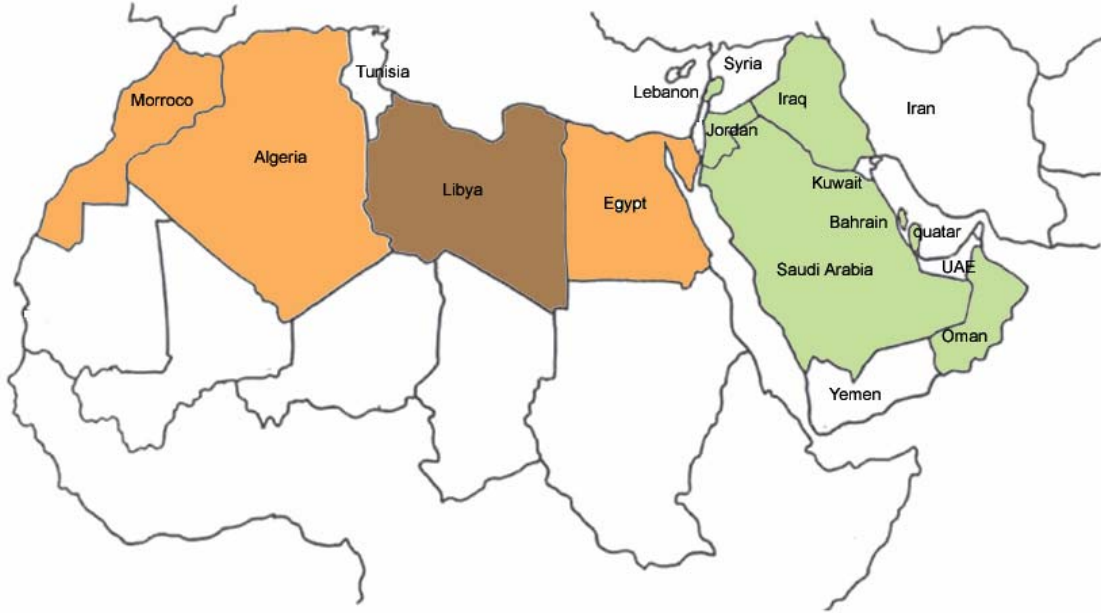 Morroco
Algeria
Tunisia
Libya
Egypt
Lebanon
Syria
Jordan
Iraq
Iran
Kuwait
Bahrain
quatar
Saudi Arabia
UAE
Oman
Yemen